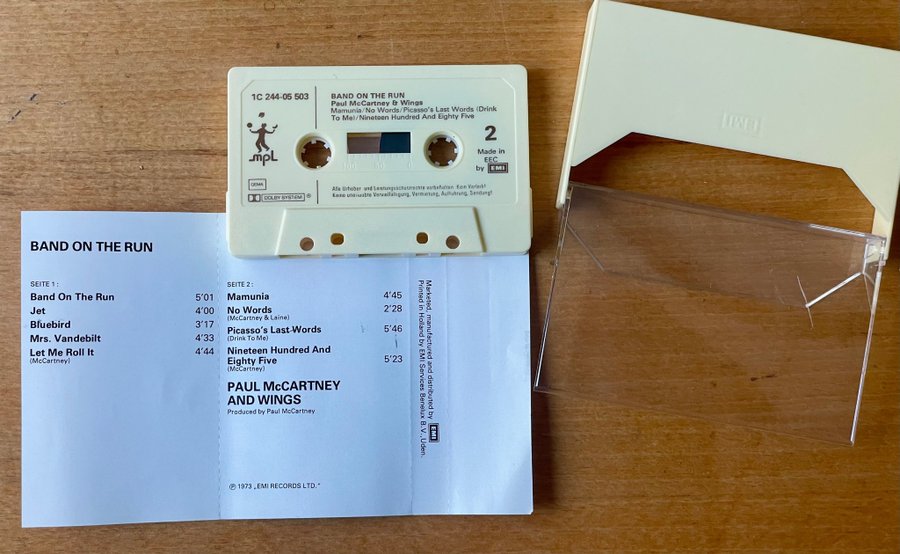 1C 244-05 503
BAND ON THE RUN
Paul McCartney & Wings
Mamunia/No Words/Picasso's Last Words (Drink
To Me)/Nineteen Hundred And Eighty Five
mpL
2
Made in
EEC
by EMI
GEMA
DOLBY SYSTEM ®
Alle Urheber- und Leistungsschutzrechte vorbehalten. Kein Verleih!
Keine unerlaubte Vervielfältigung, Vermietung, Aufführung, Sendung!
100 50 0
EMI
BAND ON THE RUN
SEITE 1:
Band On The Run 5'01
Jet 4'00
Bluebird 3'17
Mrs. Vandebilt 4'33
Let Me Roll It 4'44
(McCartney)
SEITE 2:
Mamunia 4'45
No Words 2'28
(McCartney & Laine)
Picasso's Last Words 5'46
(Drink To Me)
Nineteen Hundred And
Eighty Five 5'23
(McCartney)
PAUL McCARTNEY
AND WINGS
Produced by Paul McCartney
℗ 1973 „EMI RECORDS LTD."
Marketed, manufactured and distributed by EMI
Printed in Holland by EMI Services Benelux B.V., Uden.